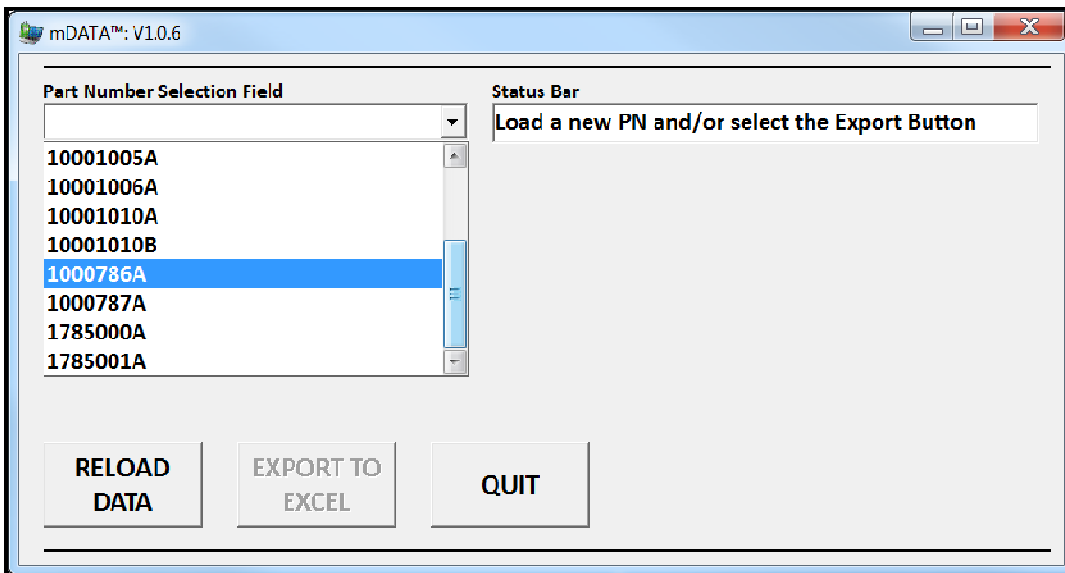 mDATA™: V1.0.6
Part Number Selection Field
Status Bar
Load a new PN and/or select the Export Button
10001005A
10001006A
10001010A
10001010B
1000786A
1000787A
1785000A
1785001A
RELOAD
DATA
EXPORT TO
EXCEL
QUIT